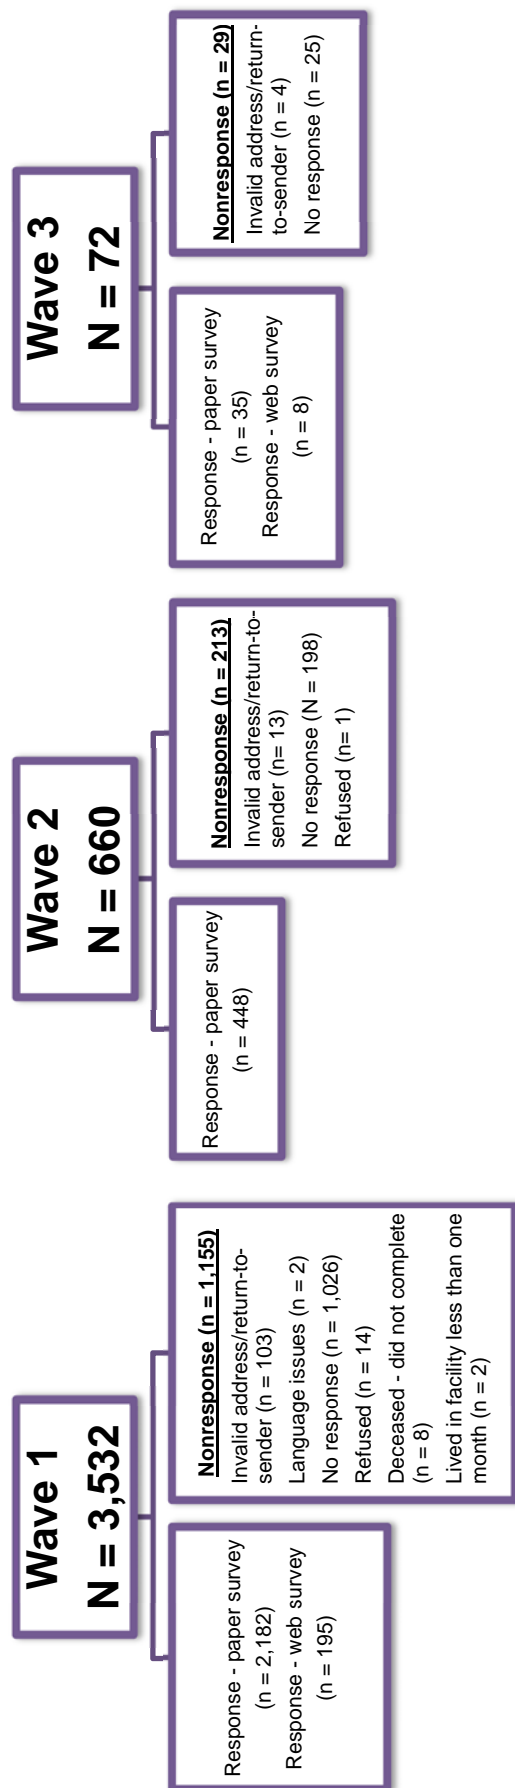 Wave 1
N = 3,532
Response - paper survey
(n = 2,182)
Response - web survey
(n = 195)
Nonresponse (n = 1,155)
Invalid address/return-to-
sender (n = 103)
Language issues (n = 2)
No response (n = 1,026)
Refused (n = 14)
Deceased - did not complete
(n = 8)
Lived in facility less than one
month (n = 2)
Wave 2
N = 660
Response - paper survey
(n = 448)
Nonresponse (n = 213)
Invalid address/return-to-
sender (n= 13)
No response (N = 198)
Refused (n= 1)
Wave 3
N = 72
Response - paper survey
(n = 35)
Response - web survey
(n = 8)
Nonresponse (n = 29)
Invalid address/return-
to-sender (n = 4)
No response (n = 25)